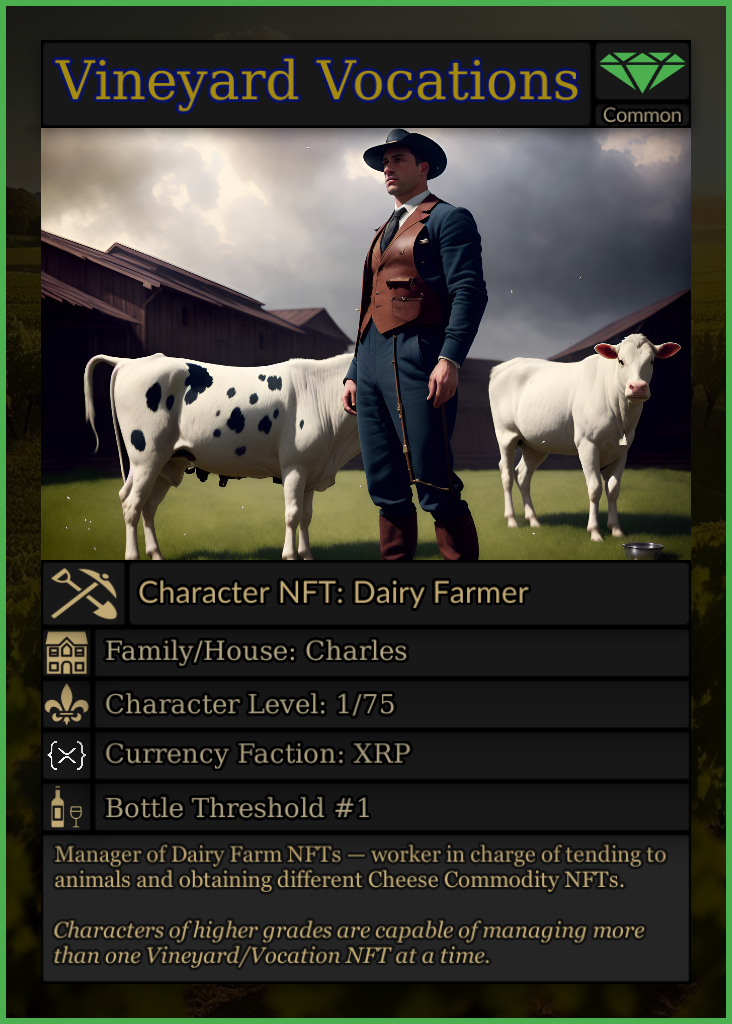 Vineyard Vocations
Common
Character NFT: Dairy Farmer
Family/House: Charles
Character Level: 1/75
Currency Faction: XRP
Bottle Threshold #1
Manager of Dairy Farm NFTs — worker in charge of tending to
animals and obtaining different Cheese Commodity NFTs.
Characters of higher grades are capable of managing more
than one Vineyard/Vocation NFT at a time.